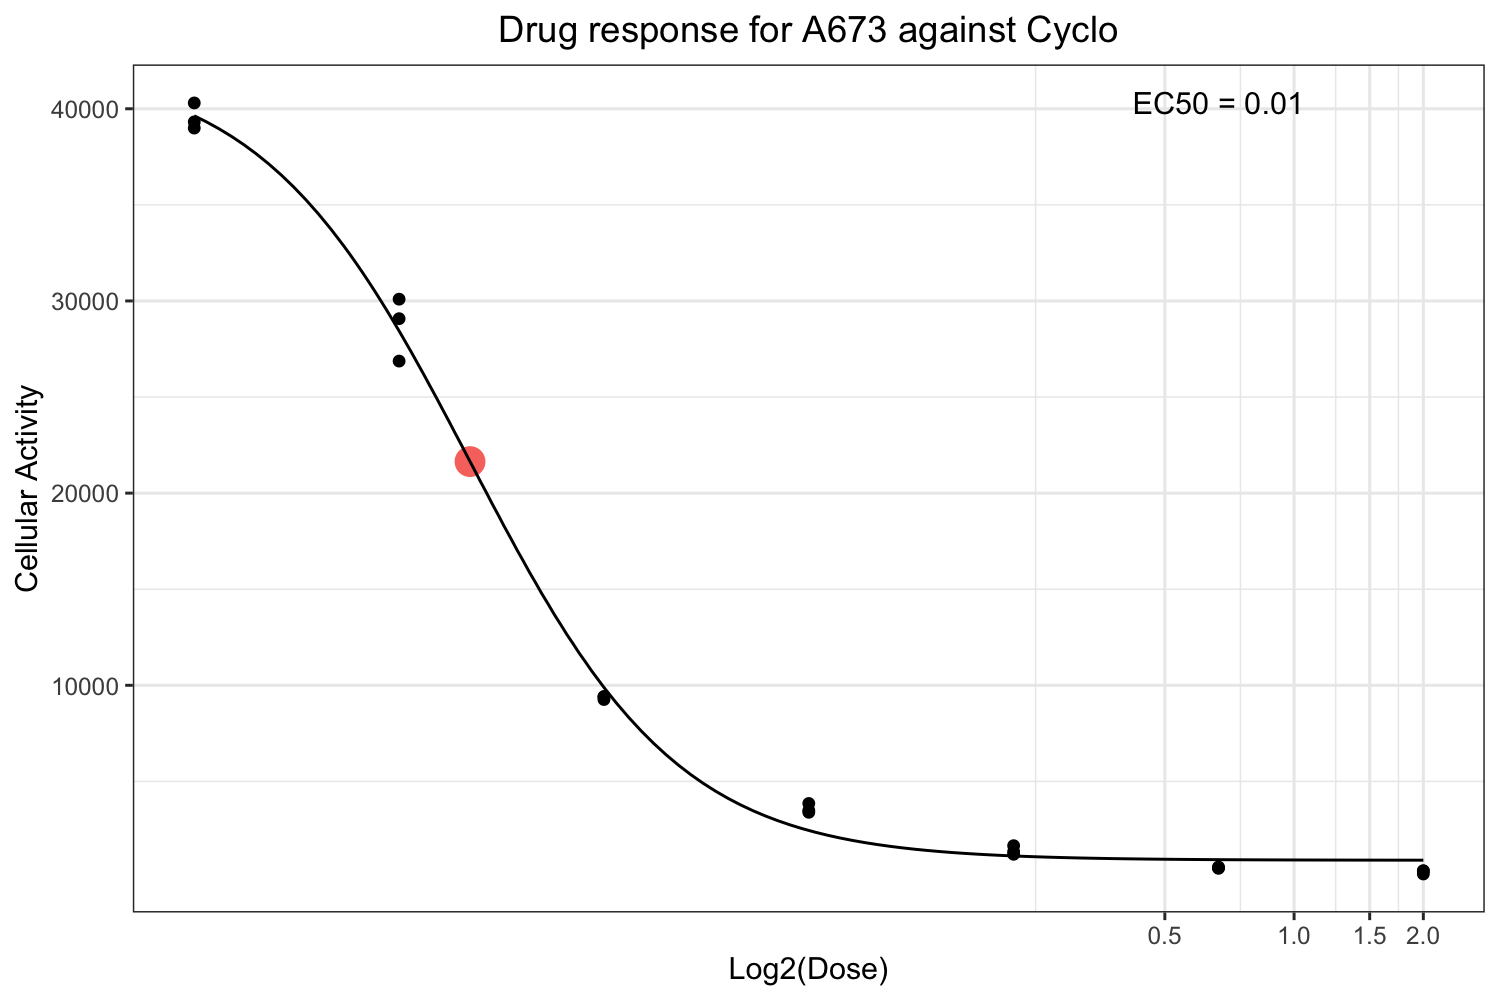 Drug response for A673 against Cyclo
EC50 = 0.01
40000
30000
20000
10000
Cellular Activity
0.5 1.0 1.5 2.0
Log2(Dose)